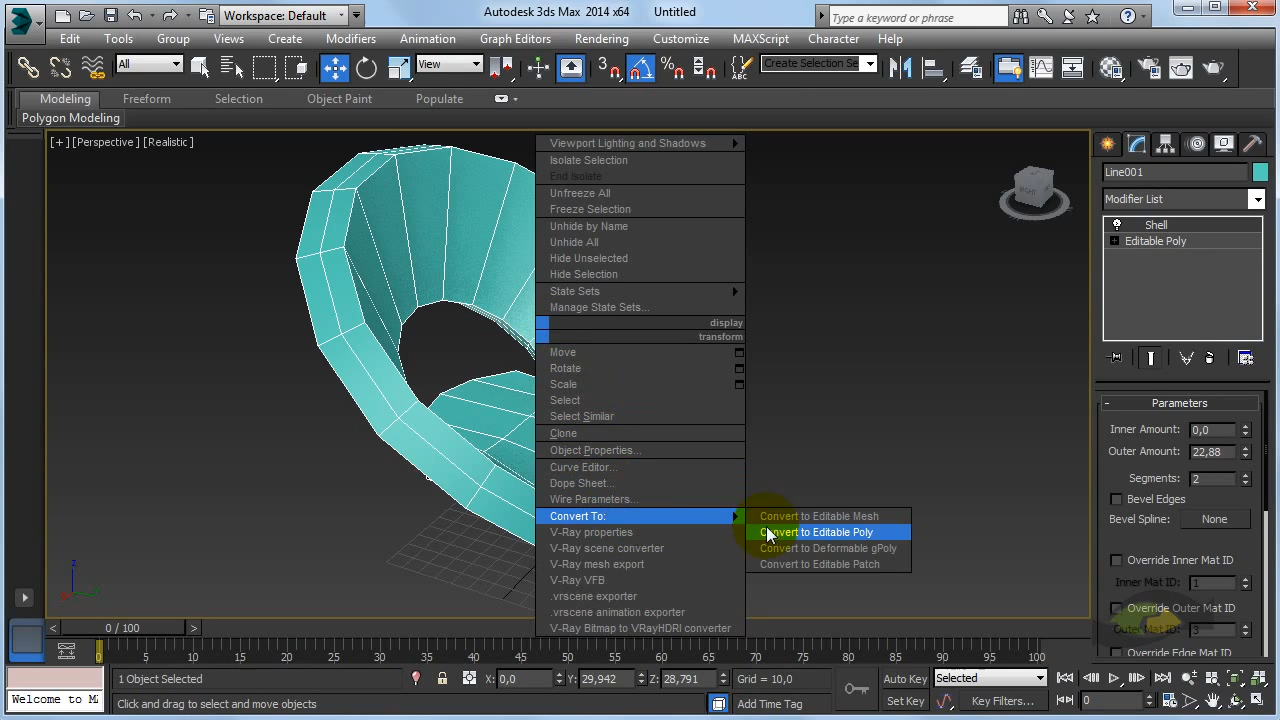 Workspace: Default
Autodesk 3ds Max 2014 x64 Untitled
Type a keyword or phrase
Edit Tools Group Views Create Modifiers Animation Graph Editors Rendering Customize MAXScript Character Help
All
View
3
Create Selection Se
Modeling Freeform Selection Object Paint Populate
Polygon Modeling
[+] [Perspective] [Realistic]
RIGHT
Viewport Lighting and Shadows
Isolate Selection
End Isolate
Unfreeze All
Freeze Selection
Unhide by Name
Unhide All
Hide Unselected
Hide Selection
State Sets
Manage State Sets...
display
transform
Move
Rotate
Scale
Select
Select Similar
Clone
Object Properties...
Curve Editor...
Dope Sheet...
Wire Parameters...
Convert To:
V-Ray properties
V-Ray scene converter
V-Ray mesh export
V-Ray VFB
.vrscene exporter
.vrscene animation exporter
V-Ray Bitmap to VRayHDRI converter
Convert to Editable Mesh
Convert to Editable Poly
Convert to Deformable gPoly
Convert to Editable Patch
Line001
Modifier List
Shell
Editable Poly
- Parameters
Inner Amount: 0,0
Outer Amount: 22,88
Segments: 2
Bevel Edges
Bevel Spline: None
Override Inner Mat ID
Inner Mat ID: 1
Override Outer Mat ID
Outer Mat ID: 3
Override Edge Mat ID
z
< 0 / 100 >
0 5 10 15 20 25 30 35 40 45 50 55 60 65 70 75 80 85 90 95 100
Welcome to M
1 Object Selected
X: 0,0 Y: 29,942 Z: 28,791 Grid = 10,0
Click and drag to select and move objects
Add Time Tag
Auto Key Selected
Set Key Key Filters...
0